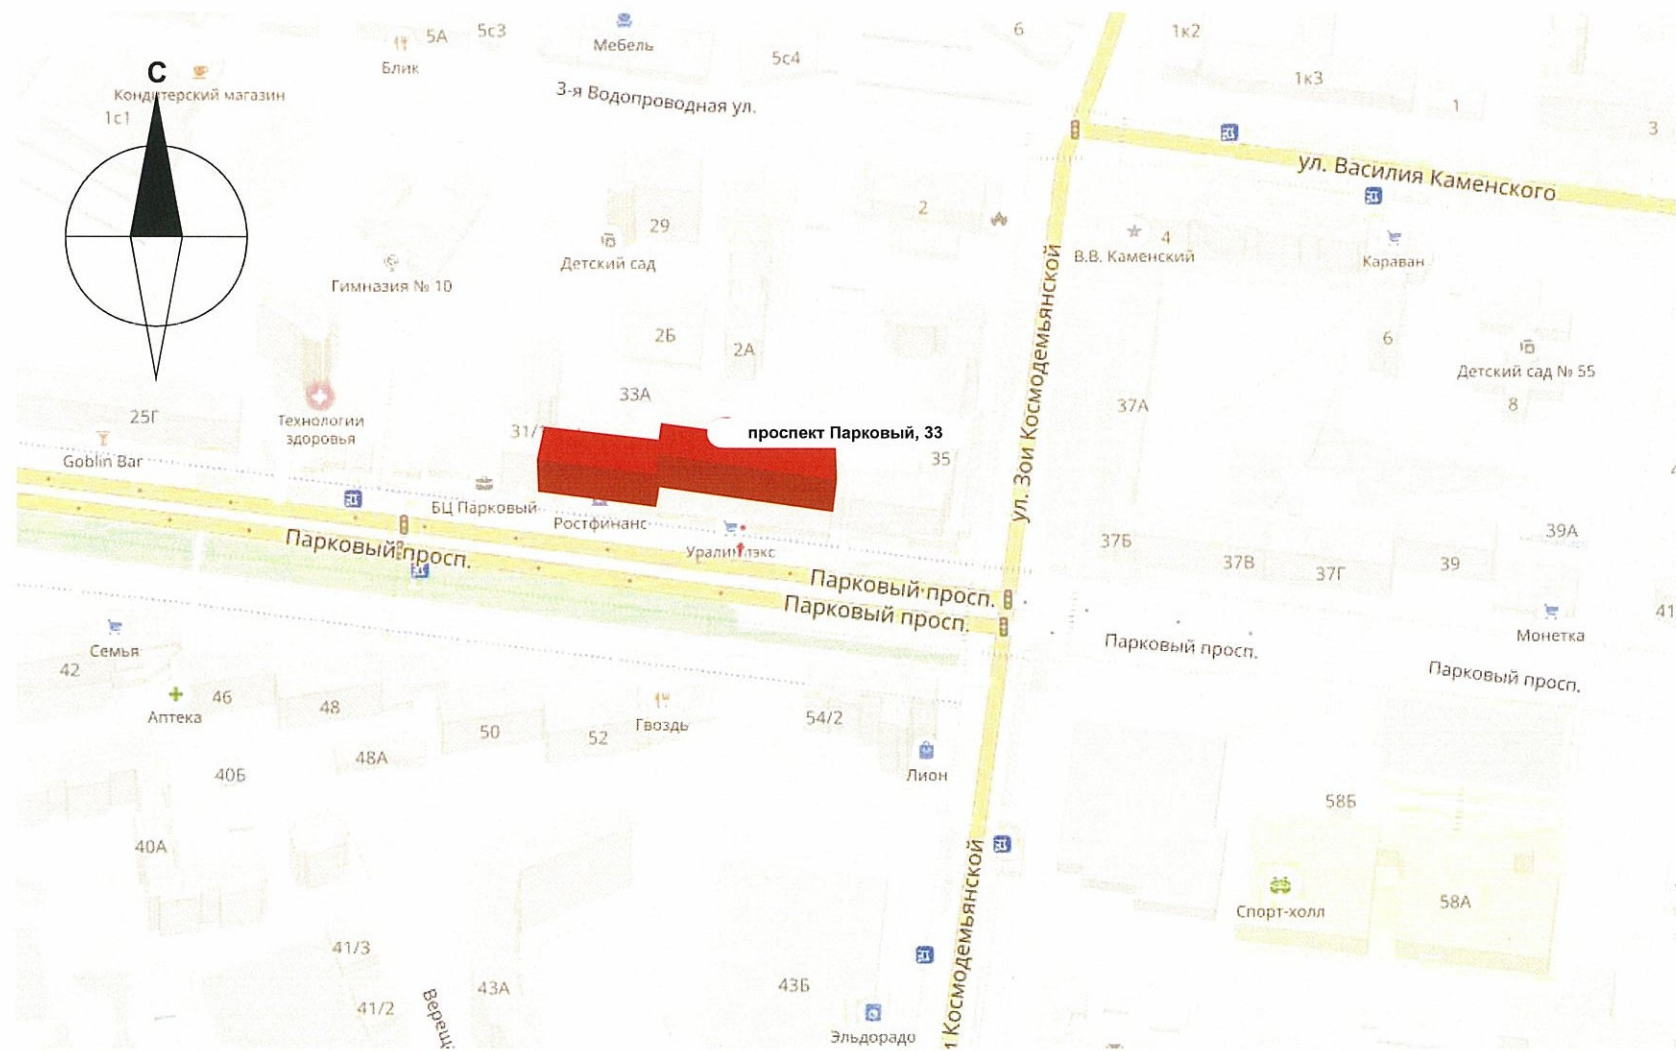 5А
5с3
Мебель
6
1к2
Блик
5с4
С
Кондитерский магазин
1с1
3-я Водопроводная ул.
1к3
1
3
ул. Василия Каменского
29
2
Детский сад
4
В.В. Каменский
Караван
Гимназия № 10
ул. Зои Космодемьянской
2Б
2А
6
Детский сад № 55
8
33А
37А
25Г
Технологии
здоровья
31/
проспект Парковый, 33
35
Goblin Bar
БЦ Парковый
Ростфинанс
Уралинлэкс
Парковый просп.
Парковый просп.
Парковый просп.
37Б
37В
37Г
39
39А
41
Монетка
Парковый просп.
Парковый просп.
Семья
42
46
Аптека
48
50
52
Гвоздь
54/2
48А
40Б
Лион
58Б
40А
Космодемьянской
Спорт-холл
58А
41/3
43А
43Б
41/2
Верещ
Эльдорадо